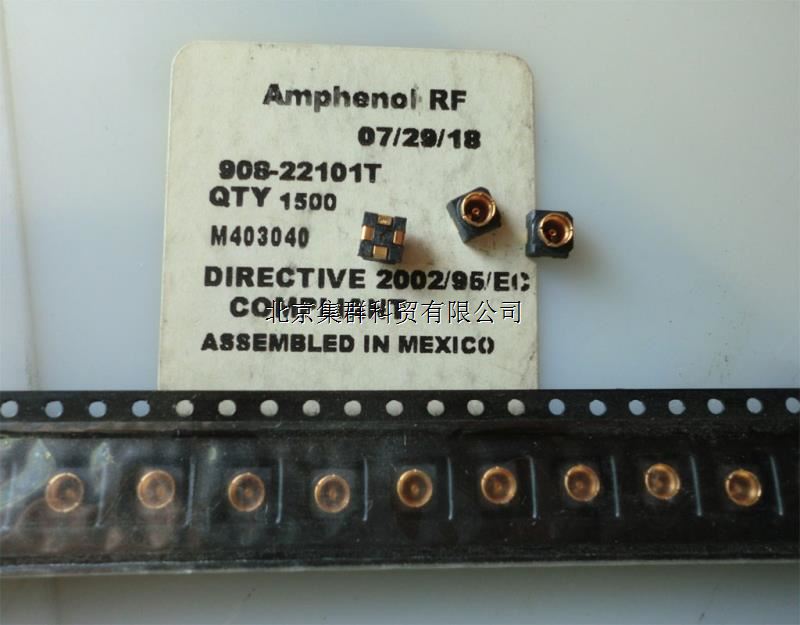 Amphenol RF
07/29/18
908-22101T
QTY 1500
M403040
DIRECTIVE 2002/95/EC
COMPLIENT
北京集群科贸有限公司
ASSEMBLED IN MEXICO